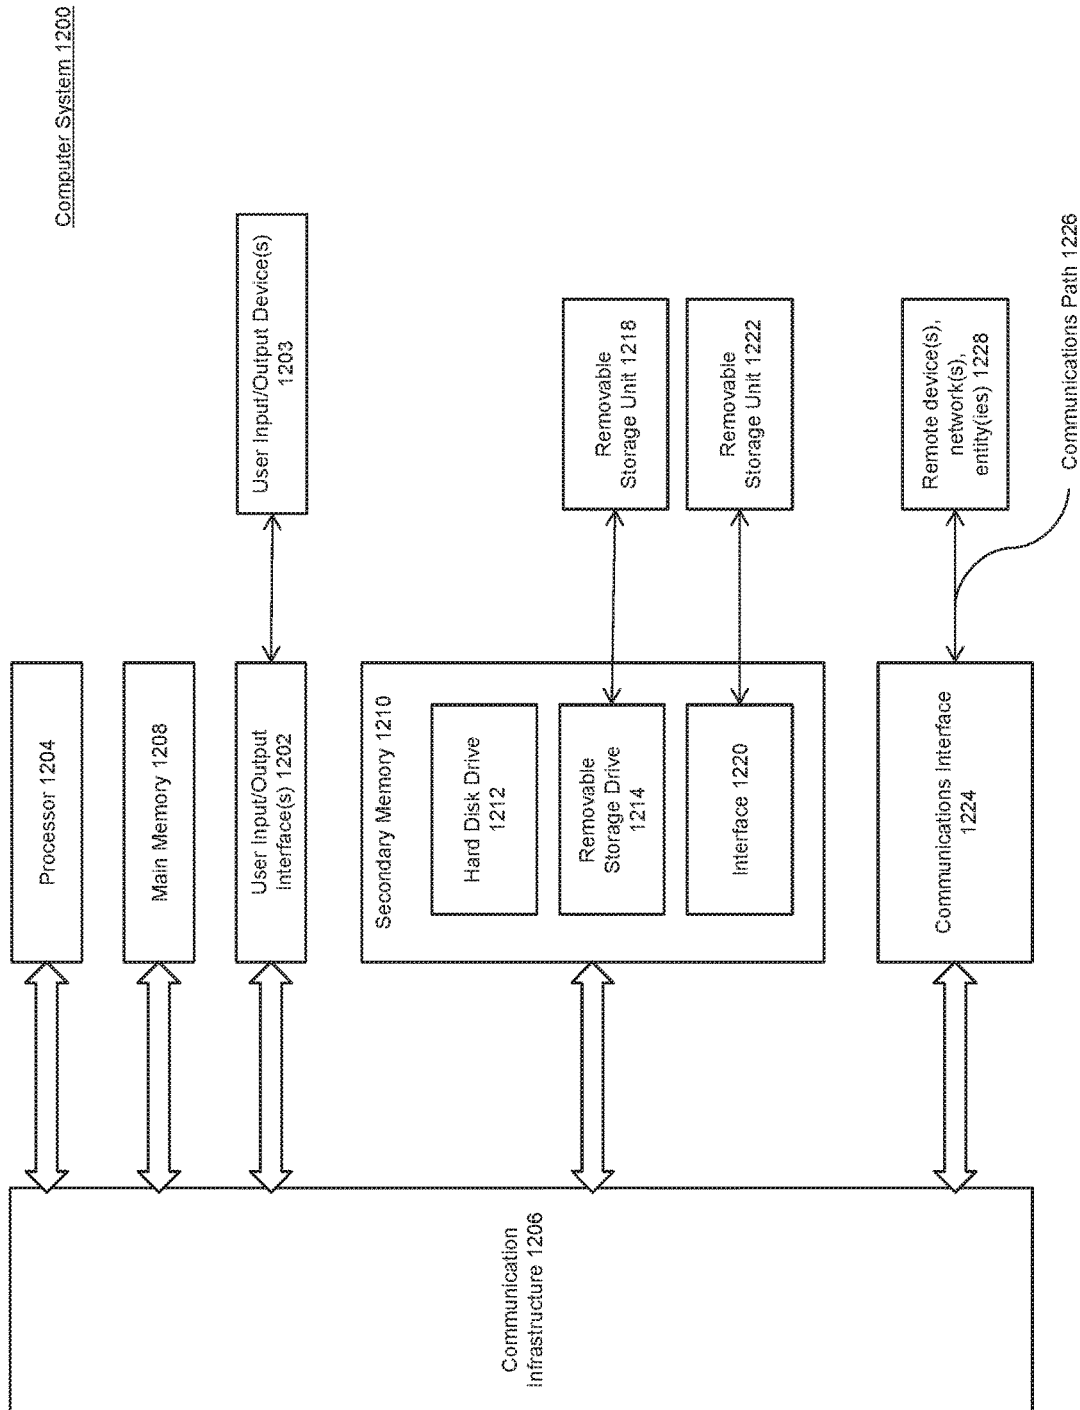 Computer System 1200
Processor 1204
Main Memory 1208
User Input/Output
Interface(s) 1202
User Input/Output Device(s)
1203
Secondary Memory 1210
Hard Disk Drive
1212
Removable
Storage Drive
1214
Removable
Storage Unit 1218
Interface 1220
Removable
Storage Unit 1222
Communications Interface
1224
Remote device(s),
network(s),
entity(ies) 1228
Communications Path 1226
Communication
Infrastructure 1206